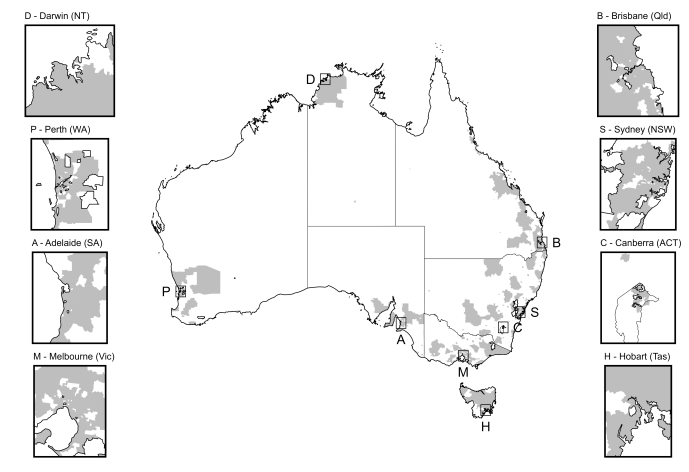 D - Darwin (NT)
B - Brisbane (Qld)
D
P - Perth (WA)
S - Sydney (NSW)
A - Adelaide (SA)
B
C - Canberra (ACT)
P
S
C
A
M - Melbourne (Vic)
M
H - Hobart (Tas)
H